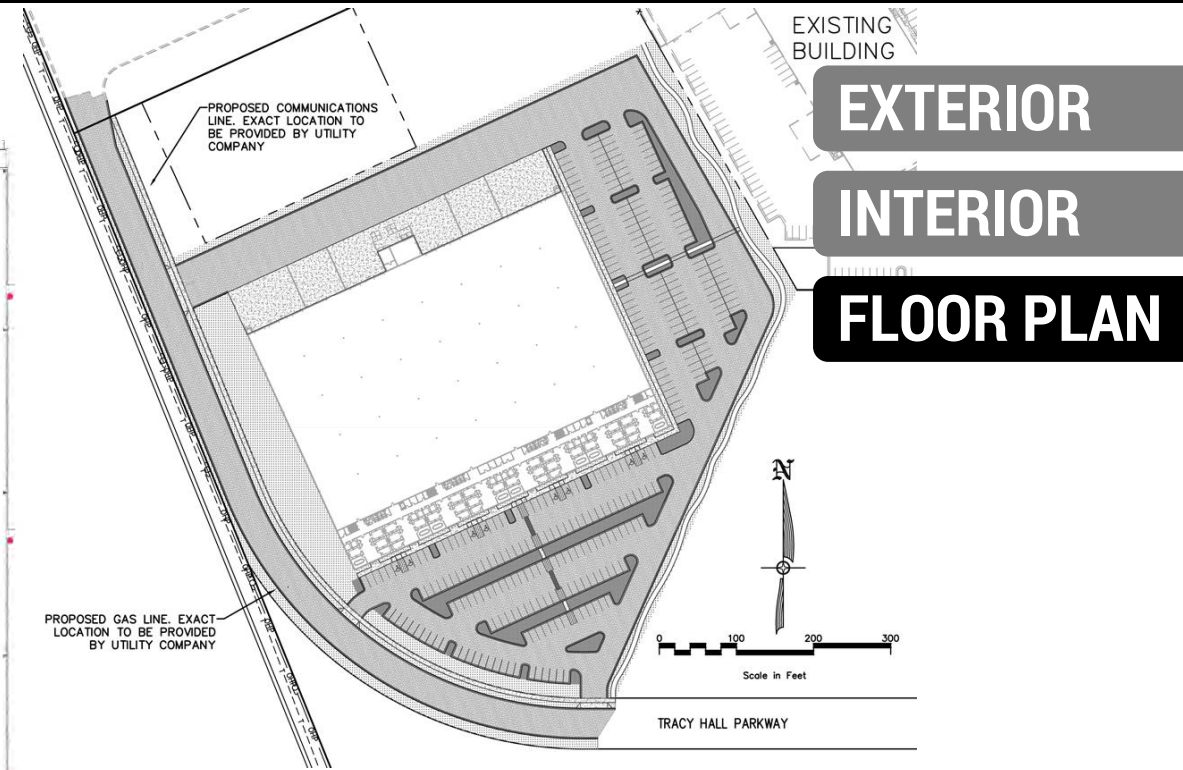 EXISTING
BUILDING
EXTERIOR
PROPOSED COMMUNICATIONS
LINE. EXACT LOCATION TO
BE PROVIDED BY UTILITY
COMPANY
INTERIOR
FLOOR PLAN
N
PROPOSED GAS LINE. EXACT
LOCATION TO BE PROVIDED
BY UTILITY COMPANY
0 100 200 300
Scale in Feet
TRACY HALL PARKWAY